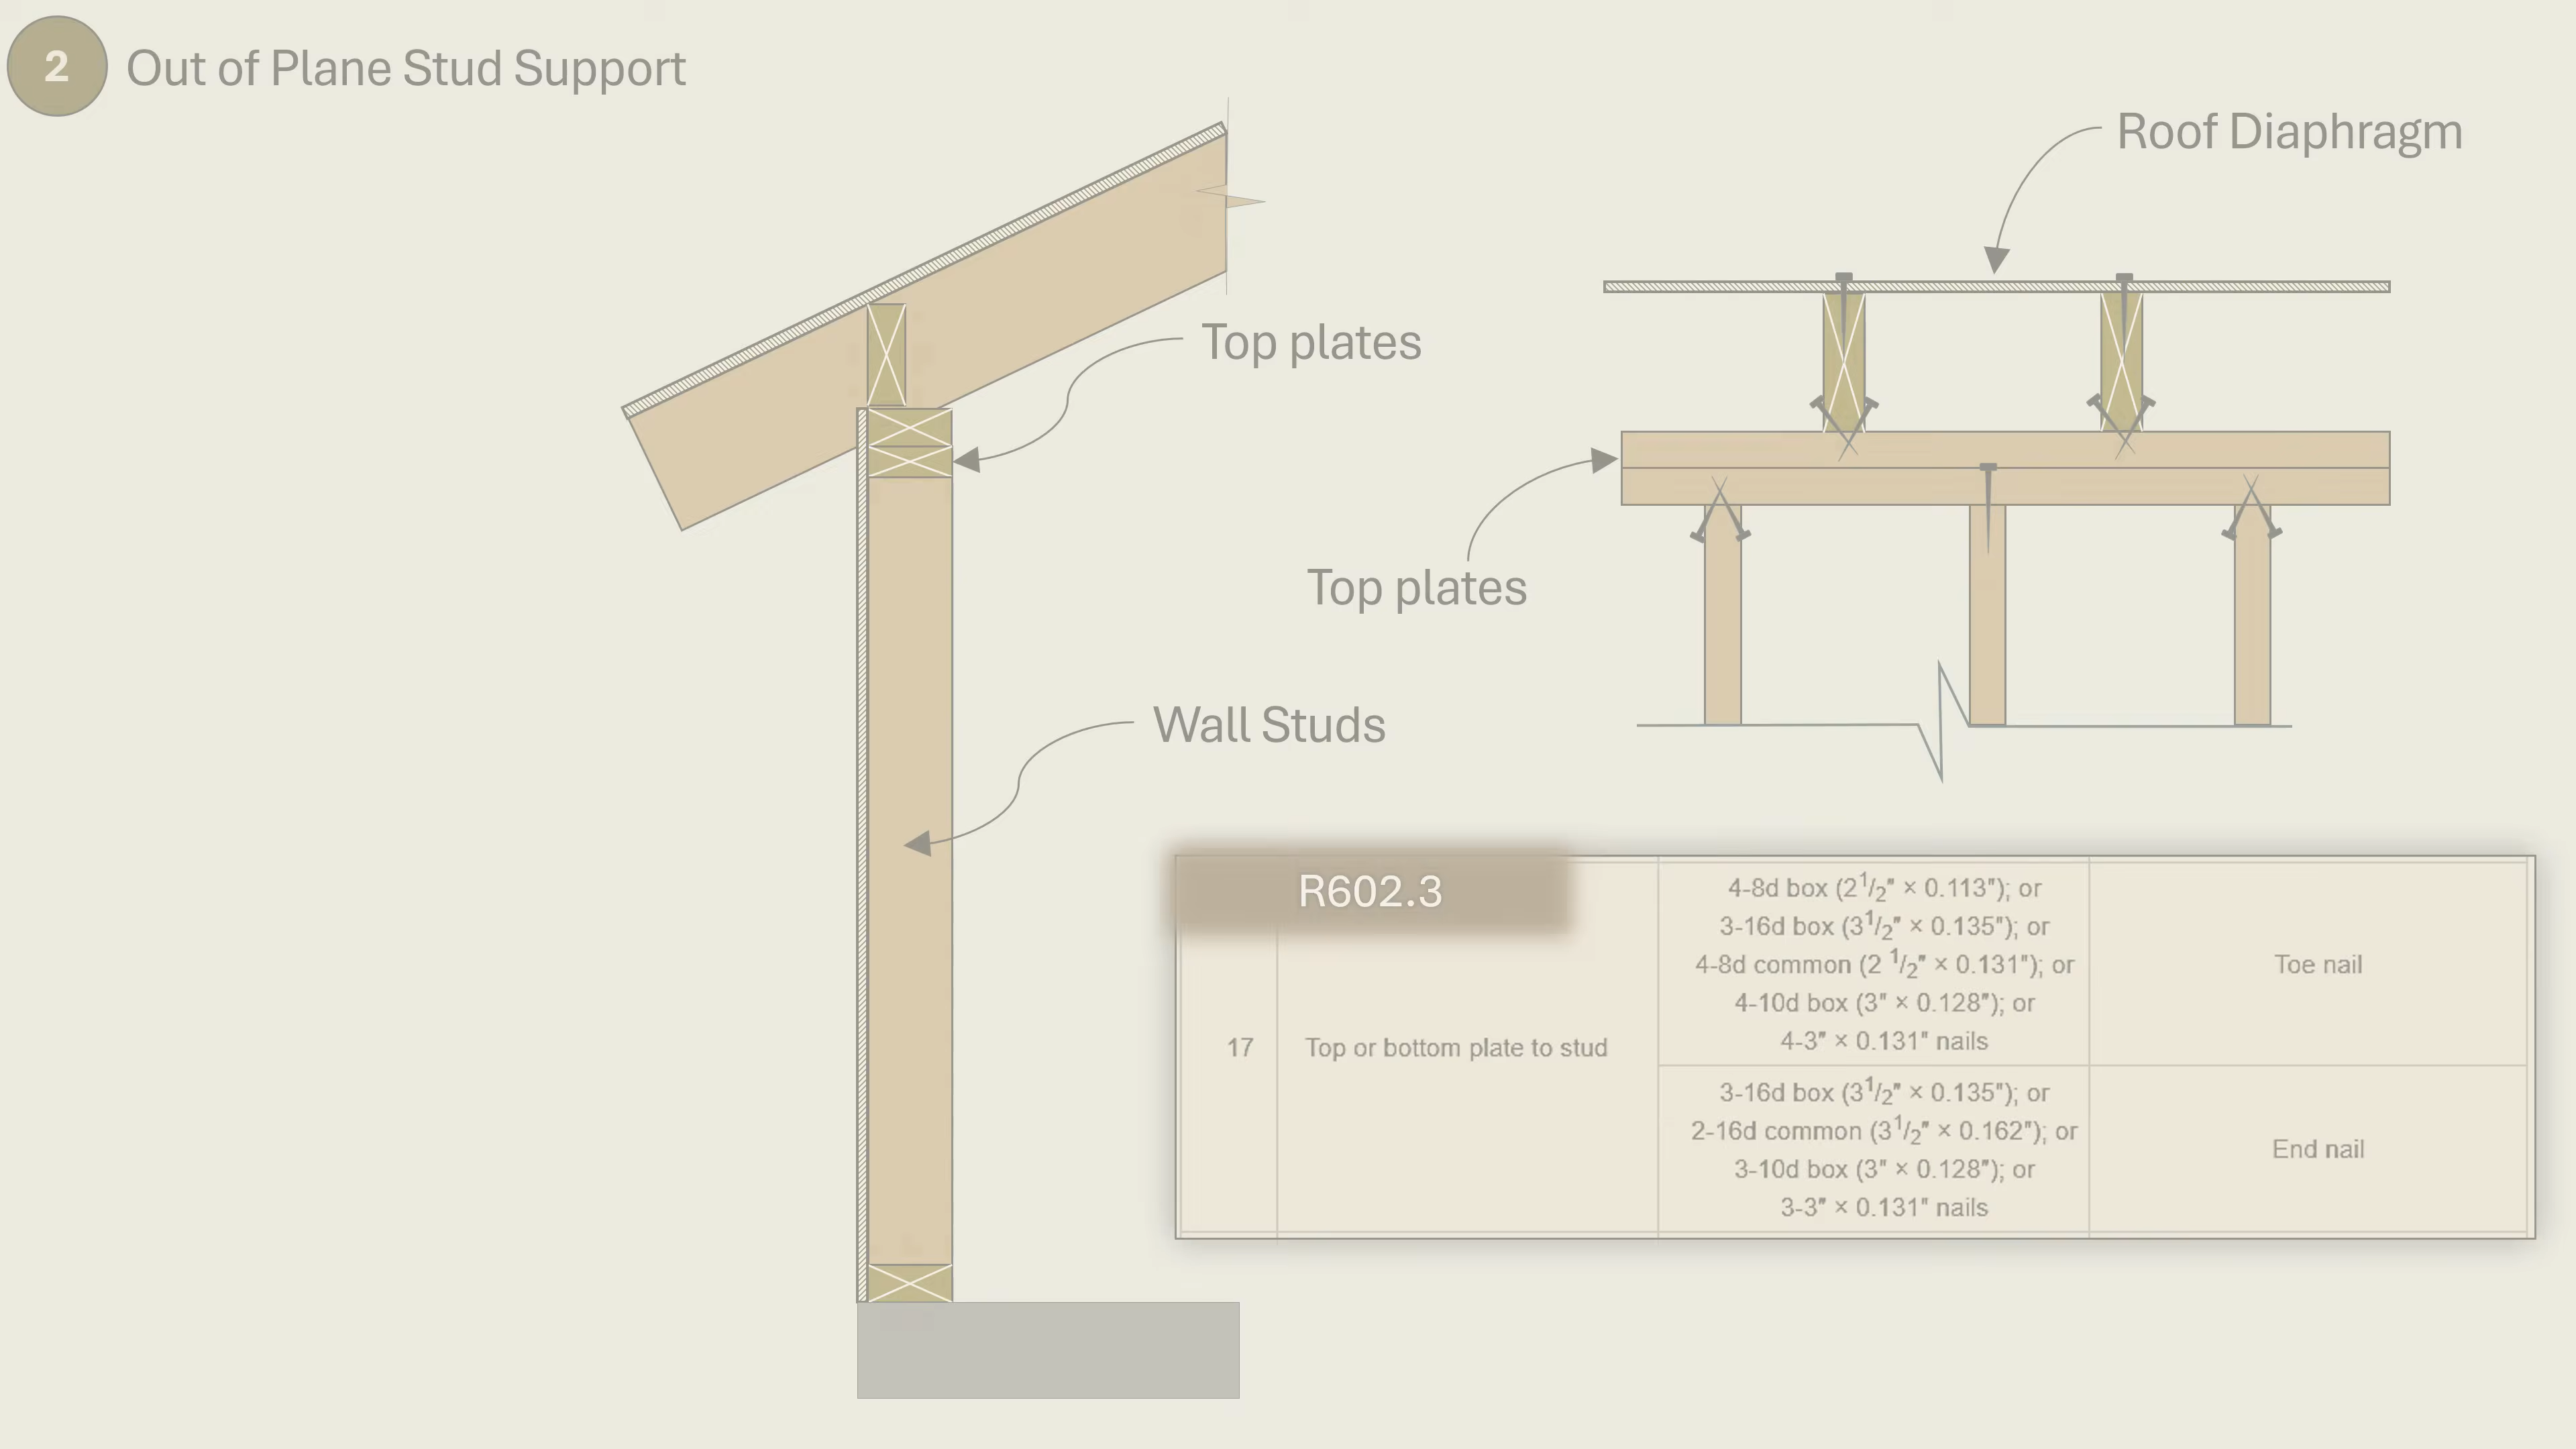 2
Out of Plane Stud Support
Roof Diaphragm
Top plates
Top plates
Wall Studs
R602.3
17
Top or bottom plate to stud
4-8d box (2 1/2" × 0.113"); or
3-16d box (3 1/2" × 0.135"); or
4-8d common (2 1/2" × 0.131"); or
4-10d box (3" × 0.128"); or
4-3" × 0.131" nails
Toe nail
3-16d box (3 1/2" × 0.135"); or
2-16d common (3 1/2" × 0.162"); or
3-10d box (3" × 0.128"); or
3-3" × 0.131" nails
End nail